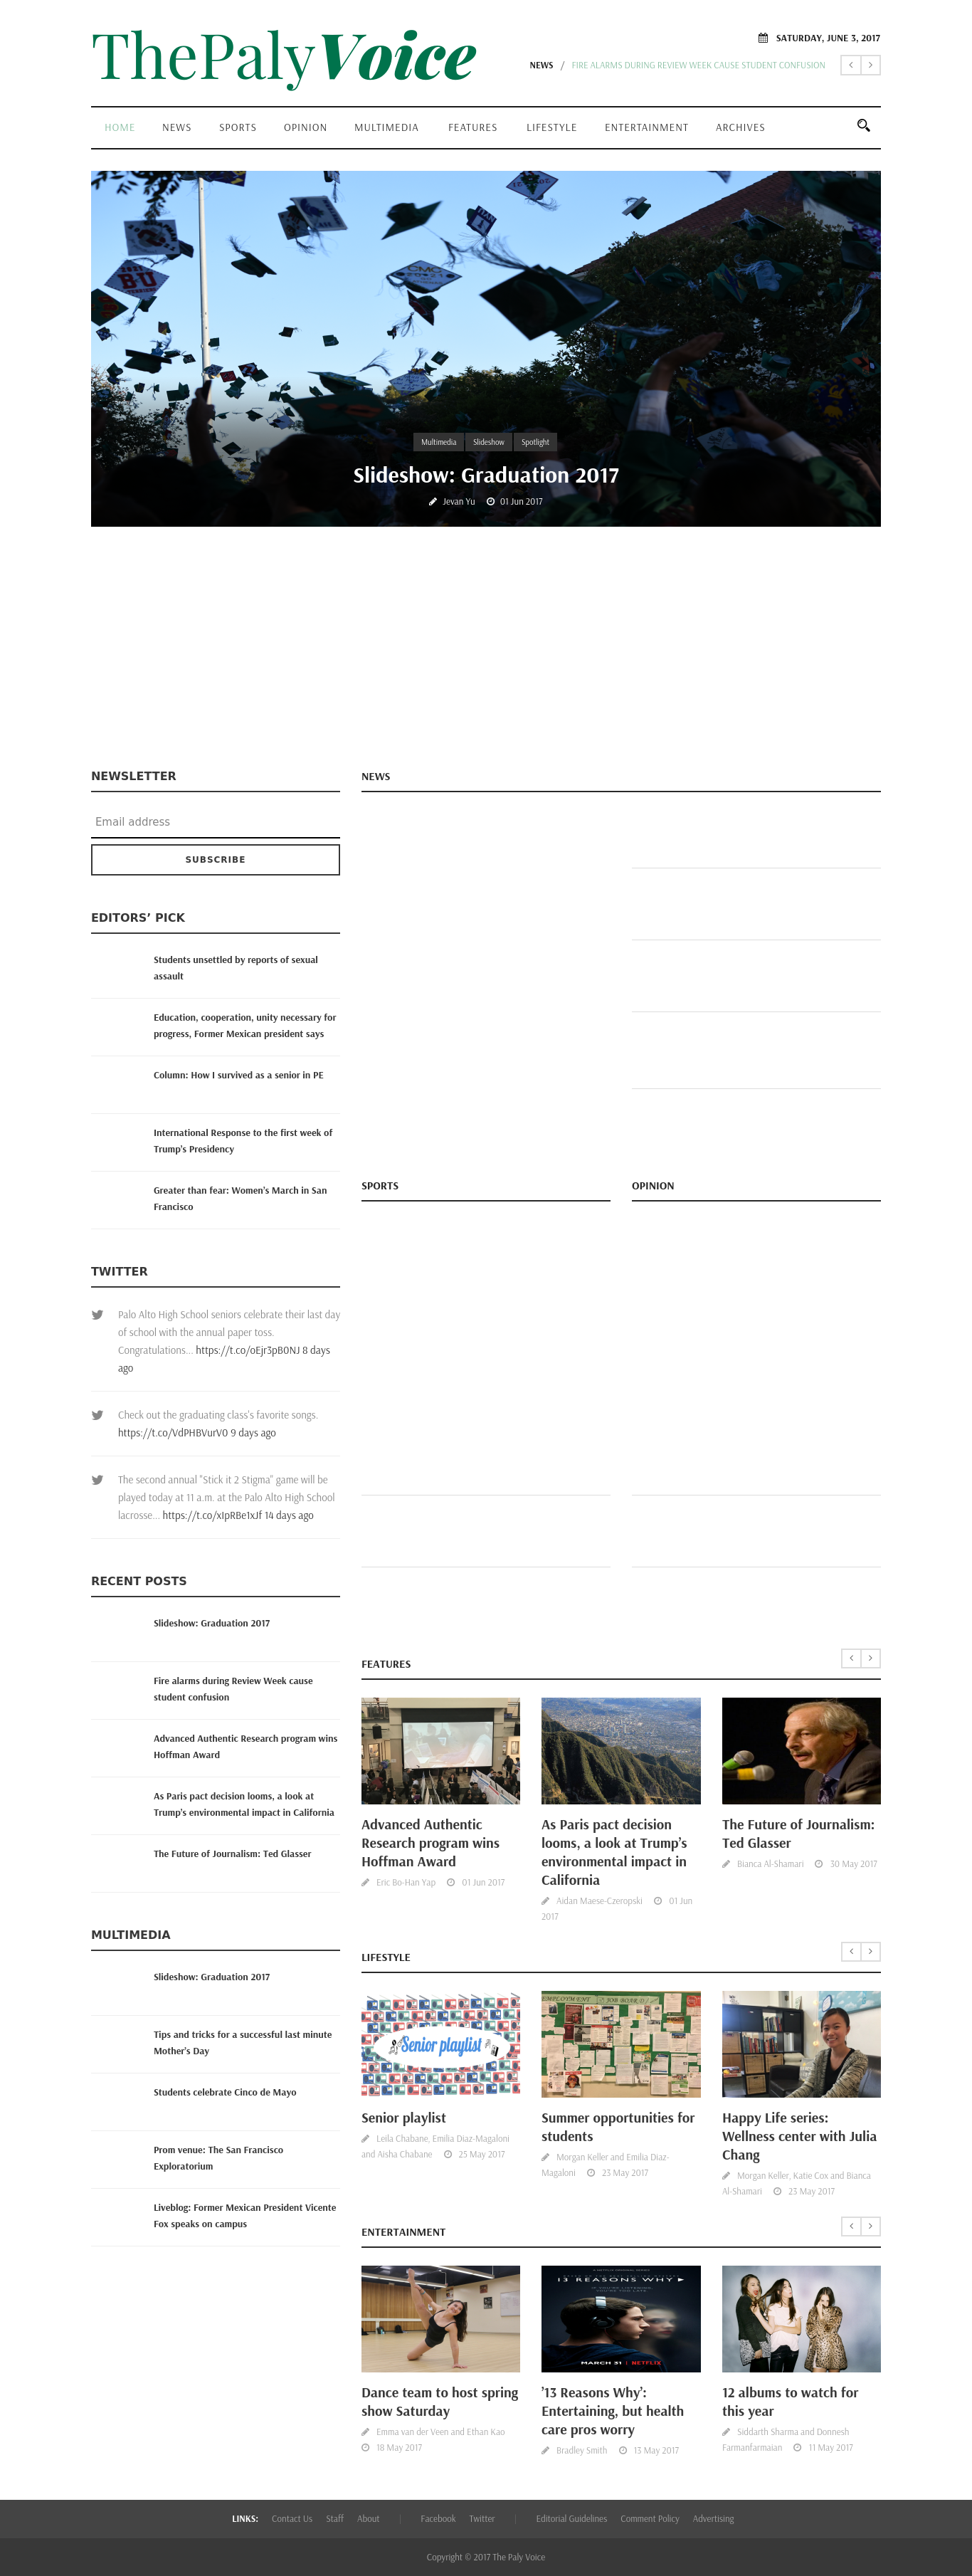 ThePalyVoice
SATURDAY, JUNE 3, 2017
NEWS / FIRE ALARMS DURING REVIEW WEEK CAUSE STUDENT CONFUSION
HOME NEWS SPORTS OPINION MULTIMEDIA FEATURES LIFESTYLE ENTERTAINMENT ARCHIVES
BU
CMC
Multimedia Slideshow Spotlight
Slideshow: Graduation 2017
Jevan Yu 01 Jun 2017
NEWSLETTER
Email address
SUBSCRIBE
EDITORS’ PICK
Students unsettled by reports of sexual
assault
Education, cooperation, unity necessary for
progress, Former Mexican president says
Column: How I survived as a senior in PE
International Response to the first week of
Trump's Presidency
Greater than fear: Women's March in San
Francisco
TWITTER
Palo Alto High School seniors celebrate their last day
of school with the annual paper toss.
Congratulations... https://t.co/oEjr3pB0NJ 8 days
ago
Check out the graduating class's favorite songs.
https://t.co/VdPHBVurV0 9 days ago
The second annual "Stick it 2 Stigma" game will be
played today at 11 a.m. at the Palo Alto High School
lacrosse... https://t.co/xIpRBe1xJf 14 days ago
RECENT POSTS
Slideshow: Graduation 2017
Fire alarms during Review Week cause
student confusion
Advanced Authentic Research program wins
Hoffman Award
As Paris pact decision looms, a look at
Trump's environmental impact in California
The Future of Journalism: Ted Glasser
MULTIMEDIA
Slideshow: Graduation 2017
Tips and tricks for a successful last minute
Mother's Day
Students celebrate Cinco de Mayo
Prom venue: The San Francisco
Exploratorium
Liveblog: Former Mexican President Vicente
Fox speaks on campus
NEWS
SPORTS
OPINION
FEATURES
Advanced Authentic
Research program wins
Hoffman Award
Eric Bo-Han Yap 01 Jun 2017
As Paris pact decision
looms, a look at Trump’s
environmental impact in
California
Aidan Maese-Czeropski 01 Jun
2017
The Future of Journalism:
Ted Glasser
Bianca Al-Shamari 30 May 2017
LIFESTYLE
Senior playlist
Senior playlist
Leila Chabane, Emilia Diaz-Magaloni
and Aisha Chabane 25 May 2017
EMPLOYMENT JOB BOARD
Summer opportunities for
students
Morgan Keller and Emilia Diaz-
Magaloni 23 May 2017
Happy Life series:
Wellness center with Julia
Chang
Morgan Keller, Katie Cox and Bianca
Al-Shamari 23 May 2017
ENTERTAINMENT
Dance team to host spring
show Saturday
Emma van der Veen and Ethan Kao
18 May 2017
13 REASONS WHY
MARCH 31 | NETFLIX
’13 Reasons Why’:
Entertaining, but health
care pros worry
Bradley Smith 13 May 2017
12 albums to watch for
this year
Siddarth Sharma and Donnesh
Farmanfarmaian 11 May 2017
LINKS: Contact Us Staff About | Facebook Twitter | Editorial Guidelines Comment Policy Advertising
Copyright © 2017 The Paly Voice